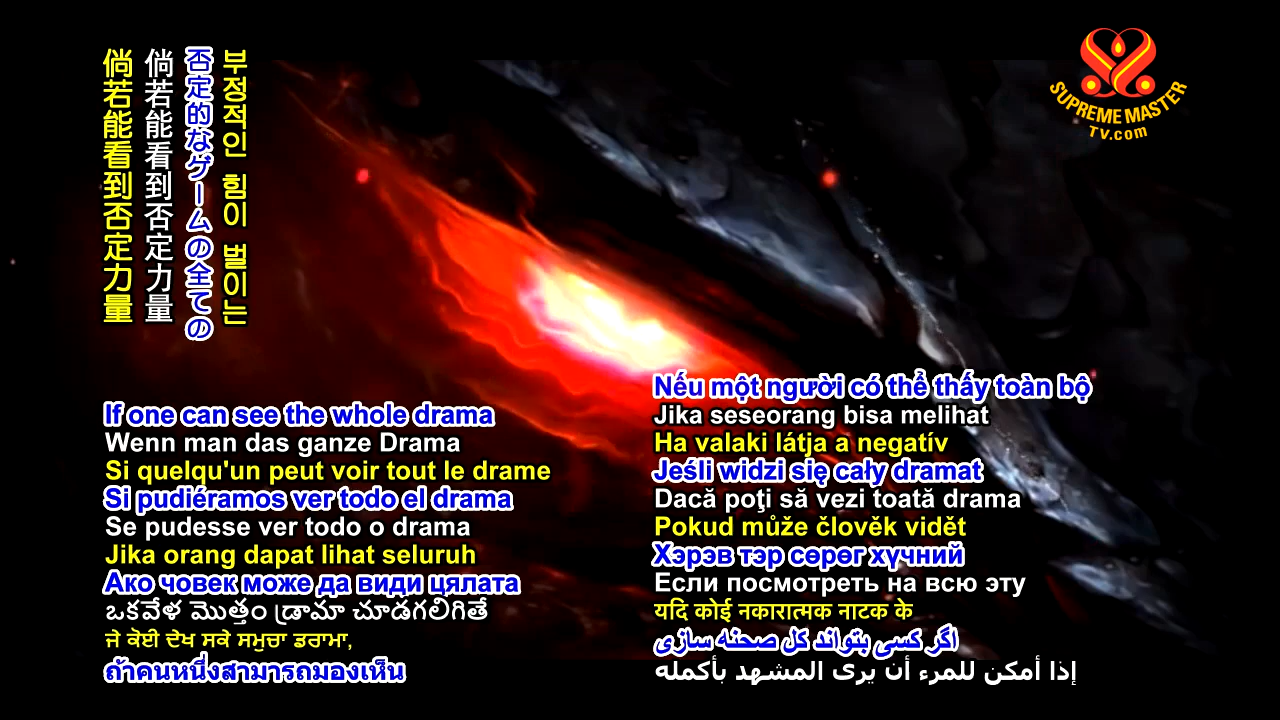 倘若能看到否定力量
倘若能看到否定力量
否定的なゲームの全ての
부정적인 힘이 벌이는
SUPREME MASTER
TV.com
If one can see the whole drama
Wenn man das ganze Drama
Si quelqu'un peut voir tout le drame
Si pudiéramos ver todo el drama
Se pudesse ver todo o drama
Jika orang dapat lihat seluruh
Ако човек може да види цялата
ఒకవేళ మొత్తం డ్రామా చూడగలిగితే
ਜੇ ਕੋਈ ਦੇਖ ਸਕੇ ਸਮੁਚਾ ਡਰਾਮਾ,
ถ้าคนหนึ่งสามารถมองเห็น
Nếu một người có thể thấy toàn bộ
Jika seseorang bisa melihat
Ha valaki látja a negatív
Jeśli widzi się cały dramat
Dacă poţi să vezi toată drama
Pokud může člověk vidět
Хэрэв тэр сөрөг хүчний
Если посмотреть на всю эту
यदि कोई नकारात्मक नाटक के
اگر کسی بتواند کل صحنه سازی
إذا أمكن للمرء أن يرى المشهد بأكمله